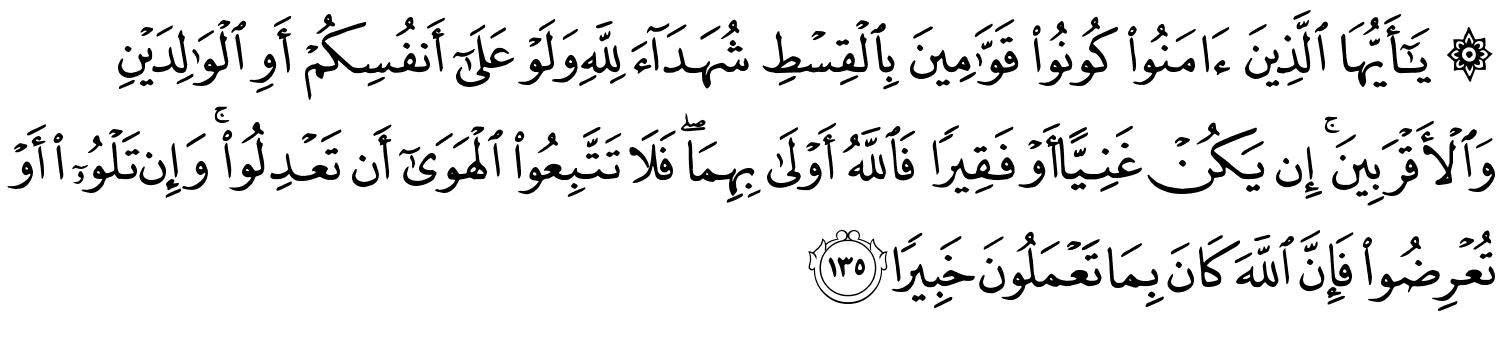 ۞ يَـٰٓأَيُّهَا ٱلَّذِينَ ءَامَنُوا۟ كُونُوا۟ قَوَّٰمِينَ بِٱلْقِسْطِ شُهَدَآءَ لِلَّهِ وَلَوْ عَلَىٰٓ أَنفُسِكُمْ أَوِ ٱلْوَٰلِدَيْنِ
وَٱلْأَقْرَبِينَ ۚ إِن يَكُنْ غَنِيًّا أَوْ فَقِيرًا فَٱللَّهُ أَوْلَىٰ بِهِمَا ۖ فَلَا تَتَّبِعُوا۟ ٱلْهَوَىٰٓ أَن تَعْدِلُوا۟ ۚ وَإِن تَلْوُۥٓا۟ أَوْ
تُعْرِضُوا۟ فَإِنَّ ٱللَّهَ كَانَ بِمَا تَعْمَلُونَ خَبِيرًا ١٣٥